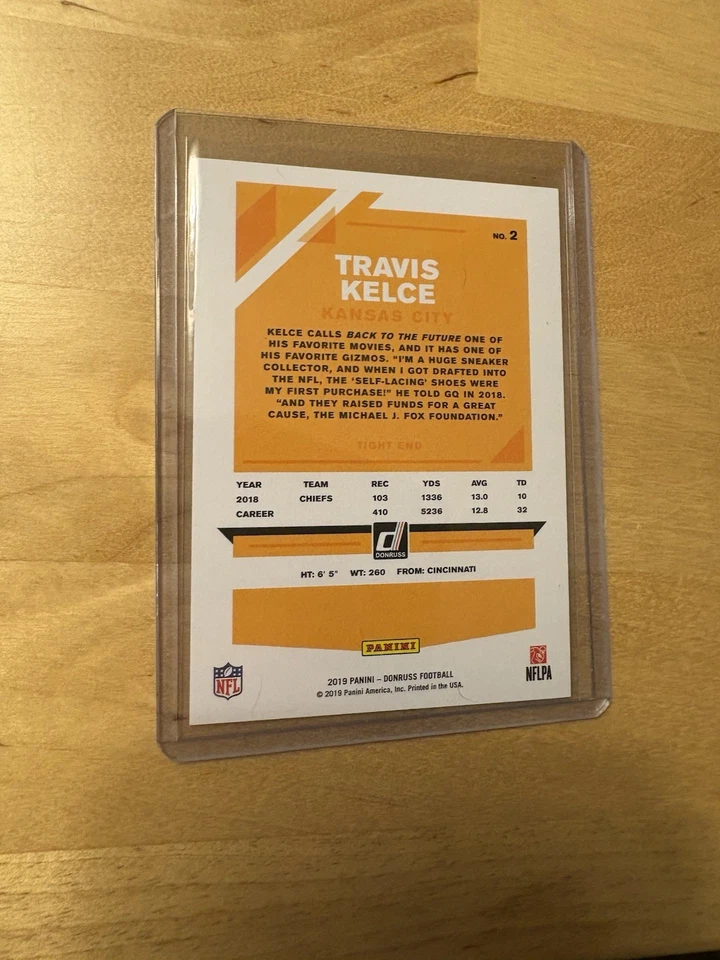 NO. 2
TRAVIS
KELCE
KANSAS CITY
KELCE CALLS BACK TO THE FUTURE ONE OF
HIS FAVORITE MOVIES, AND IT HAS ONE OF
HIS FAVORITE GIZMOS. "I'M A HUGE SNEAKER
COLLECTOR, AND WHEN I GOT DRAFTED INTO
THE NFL, THE 'SELF-LACING' SHOES WERE
MY FIRST PURCHASE!" HE TOLD GQ IN 2018.
"AND THEY RAISED FUNDS FOR A GREAT
CAUSE, THE MICHAEL J. FOX FOUNDATION."
TIGHT END
YEAR TEAM REC YDS AVG TD
2018 CHIEFS 103 1336 13.0 10
CAREER 410 5236 12.8 32
d
DONRUSS
HT: 6' 5" WT: 260 FROM: CINCINNATI
PANINI
NFL
2019 PANINI – DONRUSS FOOTBALL
© 2019 Panini America, Inc. Printed in the USA.
NFLPA